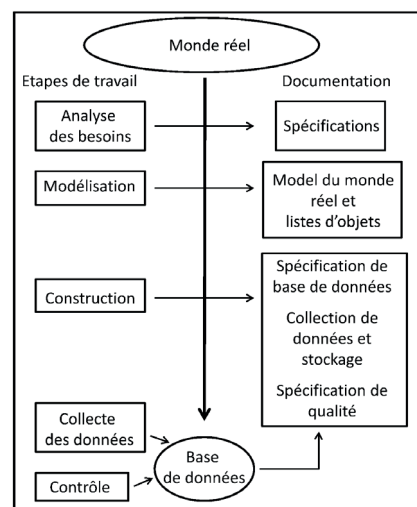 Monde réel
Etapes de travail
Documentation
Analyse
des besoins
Spécifications
Modélisation
Model du monde
réel et
listes d'objets
Construction
Spécification de
base de données
Collection de
données et
stockage
Spécification de
qualité
Collecte
des données
Contrôle
Base
de données